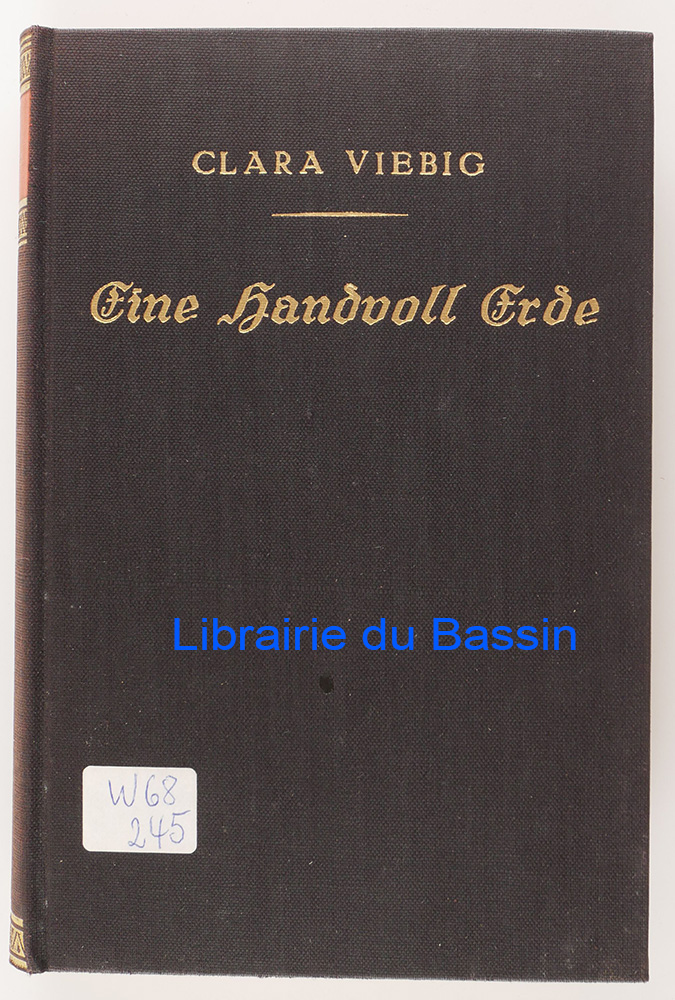 CLARA VIEBIG
Eine Handvoll Erde
Librairie du Bassin
W68
245